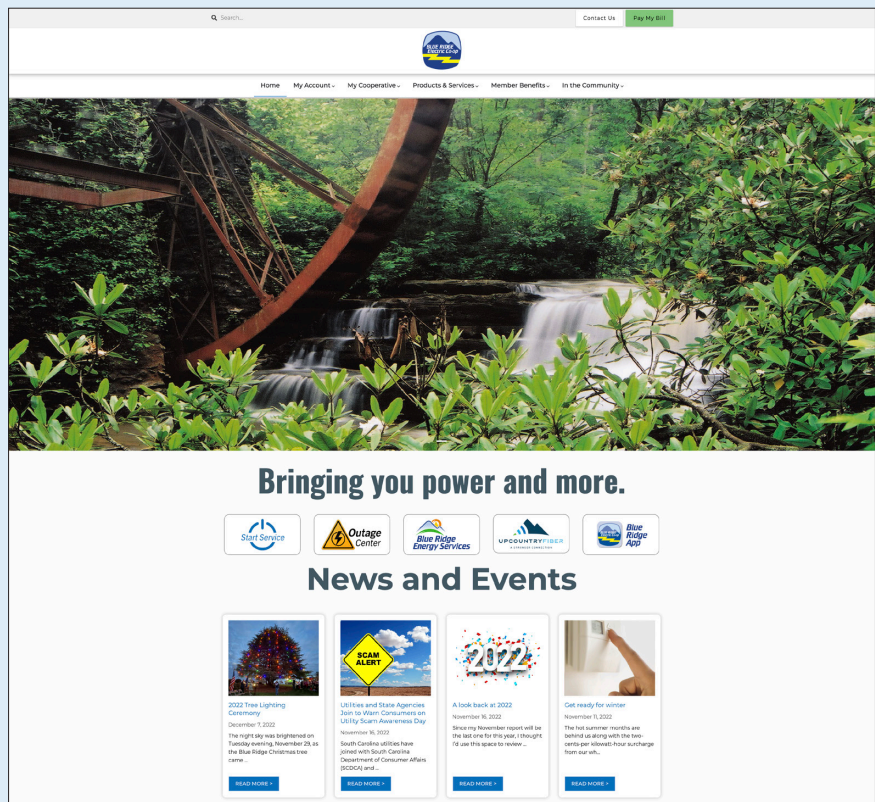 Search...
Contact Us
Pay My Bill
BLUE RIDGE
Electric Co-op
Home My Account My Cooperative Products & Services Member Benefits In the Community
Bringing you power and more.
Start Service
Outage
Center
Blue Ridge
Energy Services
UPCOUNTRYFIBER
A STRONGER CONNECTION
Blue
Ridge
App
News and Events
2022 Tree Lighting
Ceremony
December 7, 2022
The night sky was brightened on
Tuesday evening, November 29, as
the Blue Ridge Christmas tree
came ...
READ MORE >
SCAM
ALERT
Utilities and State Agencies
Join to Warn Consumers on
Utility Scam Awareness Day
November 16, 2022
South Carolina utilities have
joined with South Carolina
Department of Consumer Affairs
(SCDCA) and ...
READ MORE >
2022
A look back at 2022
November 16, 2022
Since my November report will be
the last one for this year, I thought
I'd use this space to review ...
READ MORE >
Get ready for winter
November 11, 2022
The hot summer months are
behind us along with the two-
cents-per kilowatt-hour surcharge
from our wh...
READ MORE >